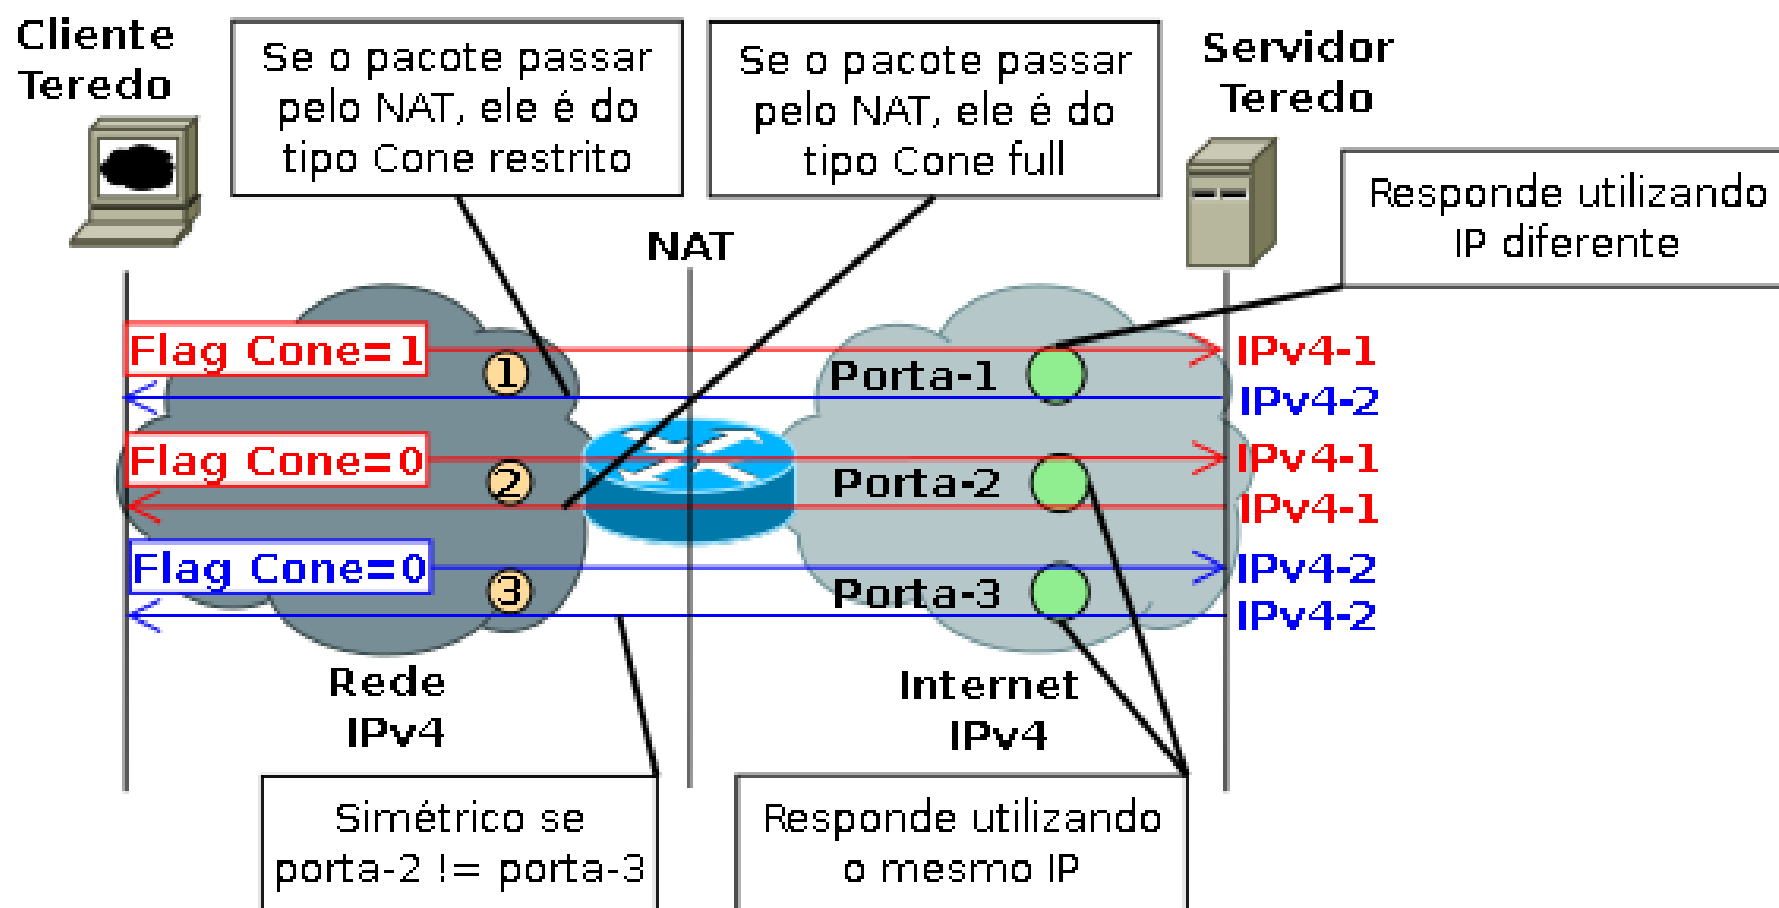 Cliente
Teredo
Se o pacote passar
pelo NAT, ele é do
tipo Cone restrito
Se o pacote passar
pelo NAT, ele é do
tipo Cone full
Servidor
Teredo
Responde utilizando
IP diferente
NAT
Flag Cone=1
1
Porta-1
IPv4-1
IPv4-2
Flag Cone=0
2
Porta-2
IPv4-1
IPv4-1
Flag Cone=0
3
Porta-3
IPv4-2
IPv4-2
Rede
IPv4
Internet
IPv4
Simétrico se
porta-2 != porta-3
Responde utilizando
o mesmo IP